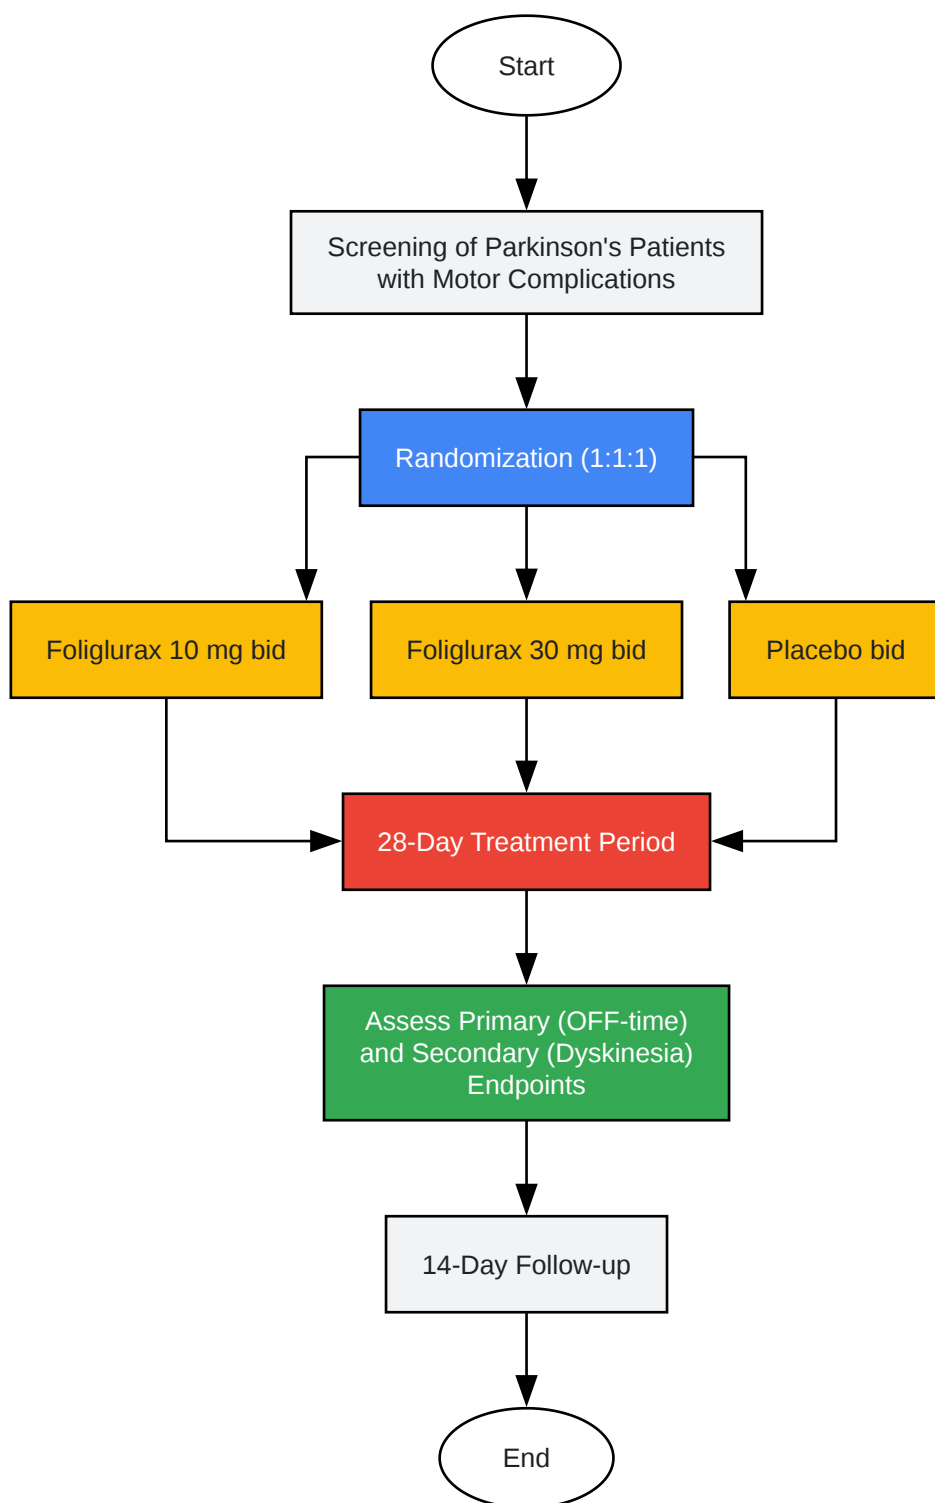 Start
Screening of Parkinson's Patients
with Motor Complications
Randomization (1:1:1)
Foliglurax 10 mg bid
Foliglurax 30 mg bid
Placebo bid
28-Day Treatment Period
Assess Primary (OFF-time)
and Secondary (Dyskinesia)
Endpoints
14-Day Follow-up
End